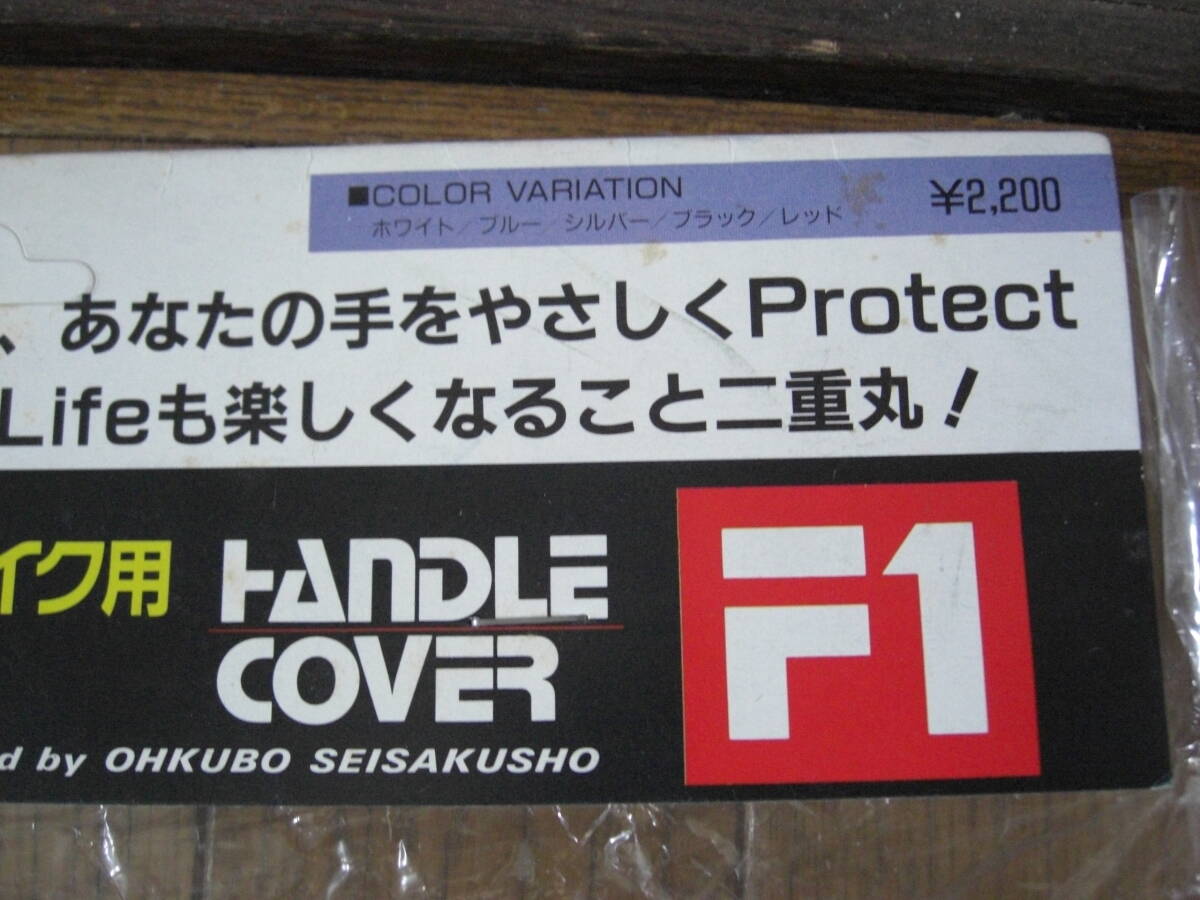 ■COLOR VARIATION ¥2,200
ホワイト／ブルー／シルバー／ブラック／レッド
、あなたの手をやさしくProtect
Lifeも楽しくなること二重丸！
イク用
HANDLE
COVER
F1
d by OHKUBO SEISAKUSHO